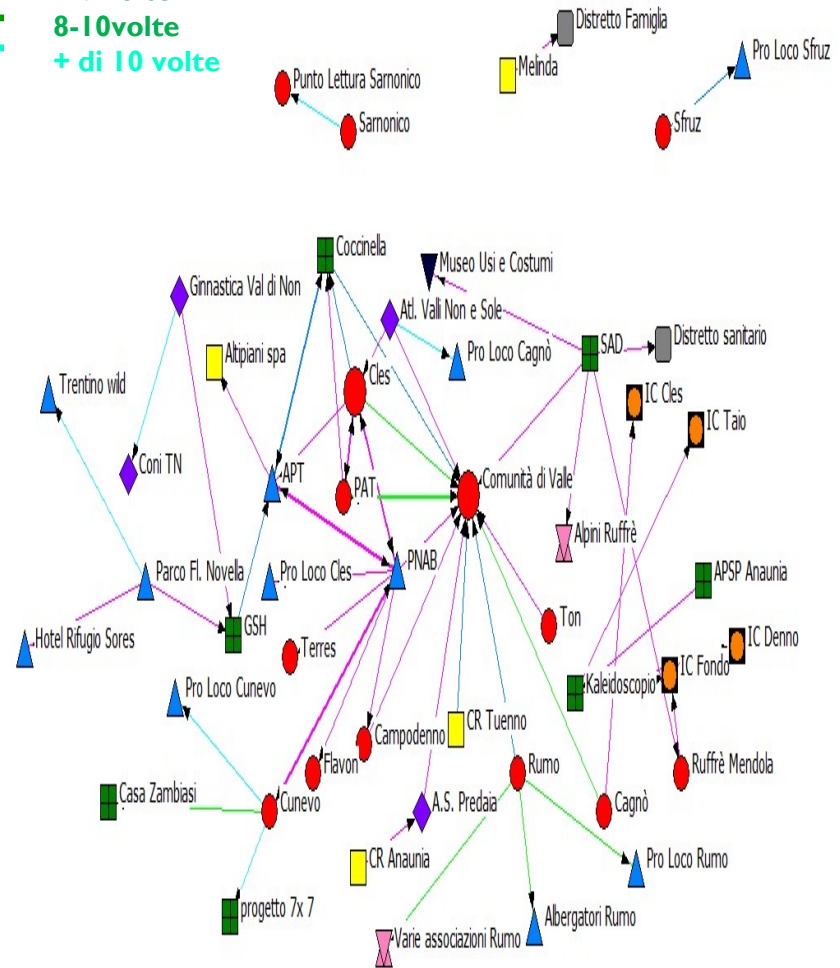 8-10volte
+ di 10 volte
Distretto Famiglia
Melinda
Pro Loco Sfruz
Punto Lettura Sarnonico
Sarnonico
Sfruz
Coccinella
Museo Usi e Costumi
Ginnastica Val di Non
Atl. Valli Non e Sole
Altipiani spa
Pro Loco Cagnò
SAD
Distretto sanitario
Trentino wild
Cles
IC Cles
IC Taio
Coni TN
APT
PAT
Comunità di Valle
Alpini Ruffrè
Parco Fl. Novella
Pro Loco Cles
PNAB
APSP Anaunia
Hotel Rifugio Sores
GSH
Terres
Ton
IC Denno
IC Fondo
Kaleidoscopio
Pro Loco Cunevo
Campodenno
CR Tuenno
Flavon
Rumo
Ruffrè Mendola
Casa Zambiasi
Cunevo
A.S. Predaia
Cagnò
CR Anaunia
Pro Loco Rumo
progetto 7x 7
Albergatori Rumo
Varie associazioni Rumo